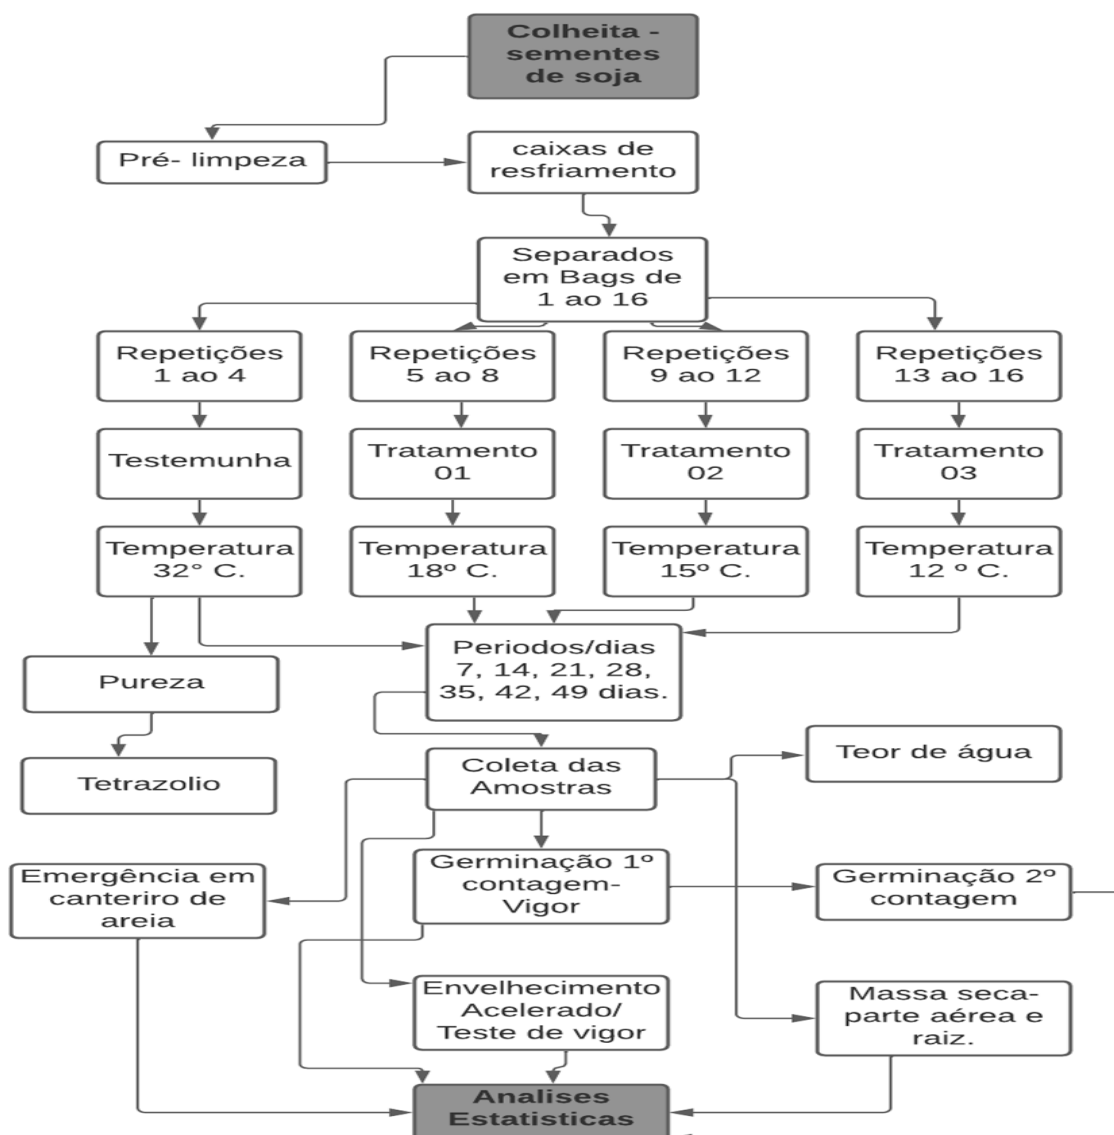 Colheita -
sementes
de soja
Pré- limpeza
caixas de
resfriamento
Separados
em Bags de
1 ao 16
Repetições
1 ao 4
Repetições
5 ao 8
Repetições
9 ao 12
Repetições
13 ao 16
Testemunha
Tratamento
01
Tratamento
02
Tratamento
03
Temperatura
32° C.
Temperatura
18º C.
Temperatura
15º C.
Temperatura
12 º C.
Periodos/dias
7, 14, 21, 28,
35, 42, 49 dias.
Pureza
Tetrazolio
Coleta das
Amostras
Teor de água
Emergência em
canteriro de
areia
Germinação 1º
contagem-
Vigor
Germinação 2º
contagem
Envelhecimento
Acelerado/
Teste de vigor
Massa seca-
parte aérea e
raiz.
Analises
Estatisticas